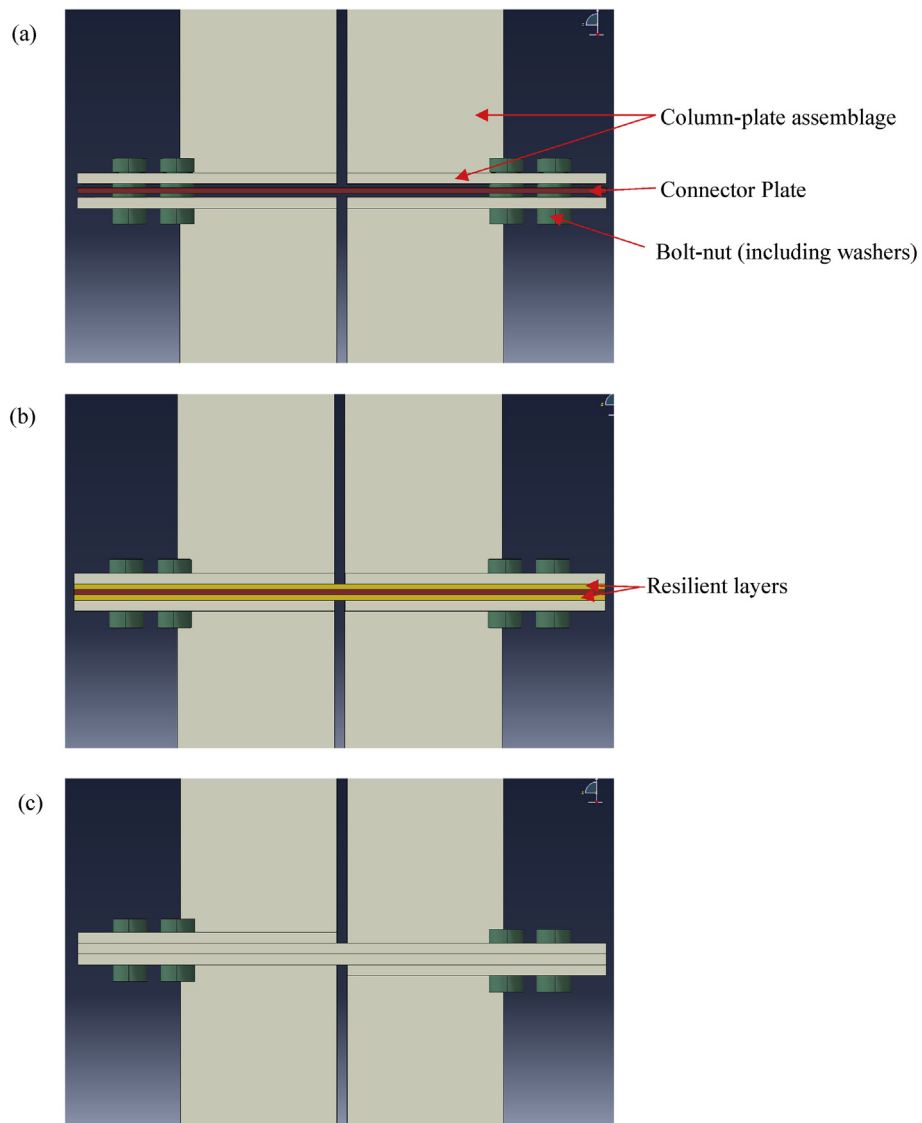 (a)
Column-plate assemblage
Connector Plate
Bolt-nut (including washers)
(b)
Resilient layers
(c)